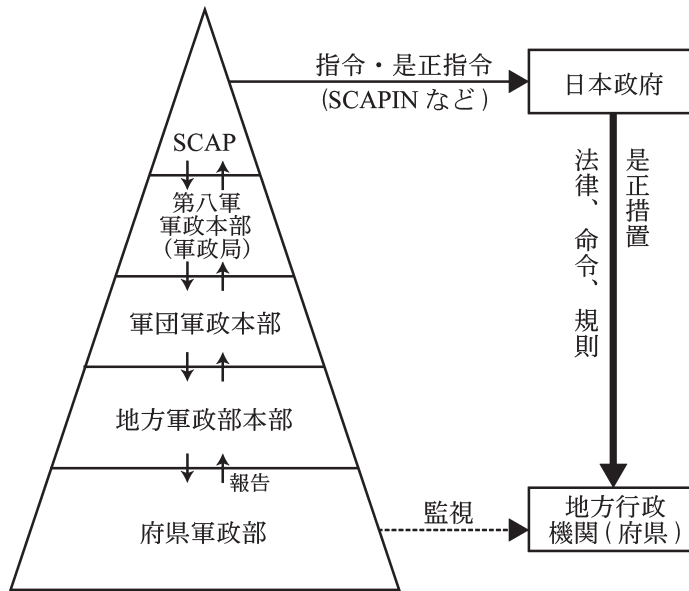 指令・是正指令
(SCAPIN など)
日本政府
SCAP
第八軍
軍政本部
(軍政局)
是正措置
法律、命令、規則
軍団軍政本部
地方軍政部本部
報告
府県軍政部
監視
地方行政
機関(府県)